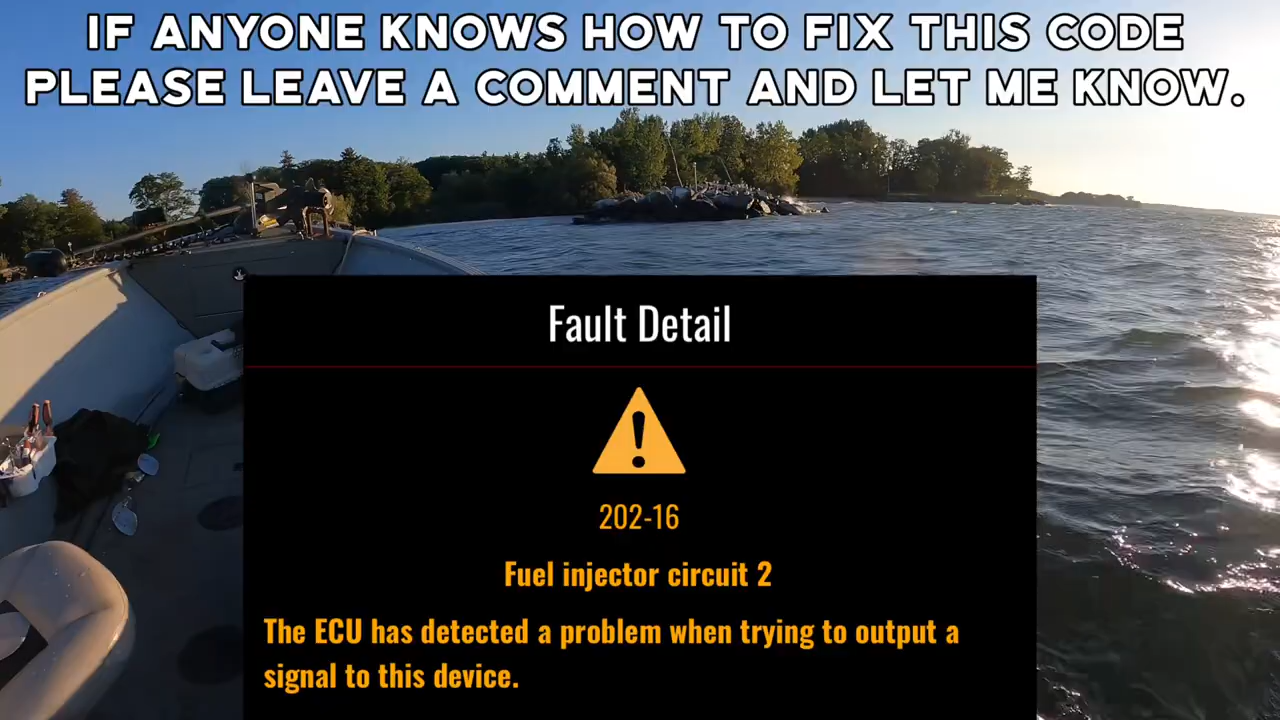 IF ANYONE KNOWS HOW TO FIX THIS CODE
PLEASE LEAVE A COMMENT AND LET ME KNOW.
Fault Detail
202-16
Fuel injector circuit 2
The ECU has detected a problem when trying to output a
signal to this device.